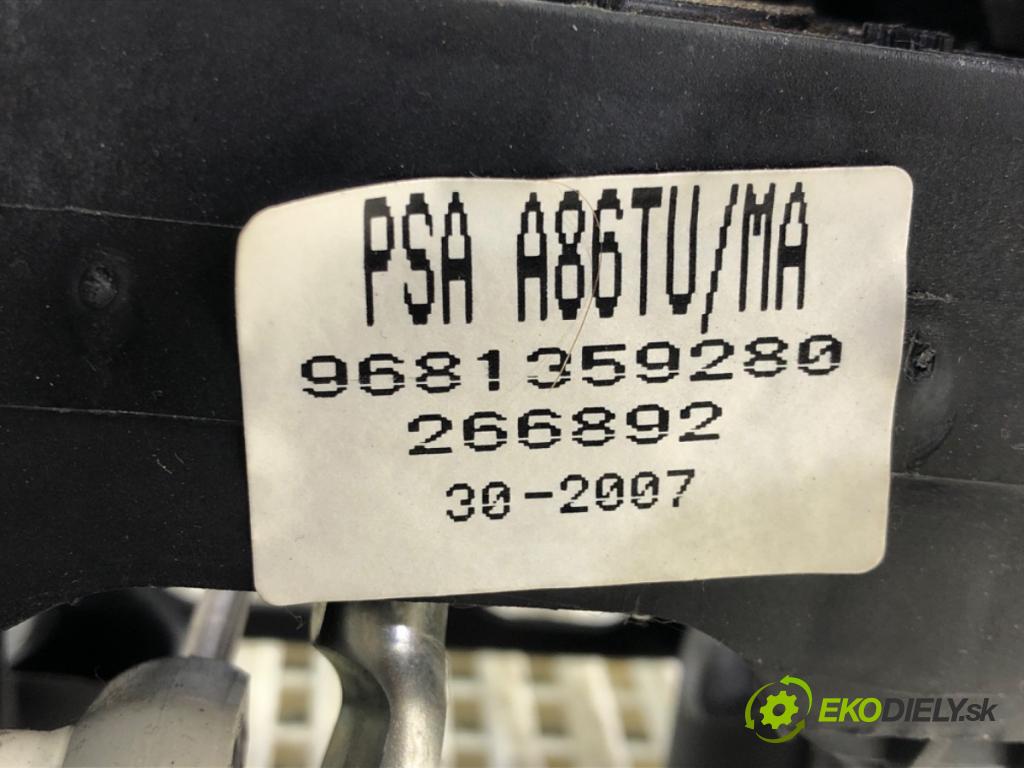 PSA A86TU/MA
9681359280
266892
30-2007
EKODIELY.sk